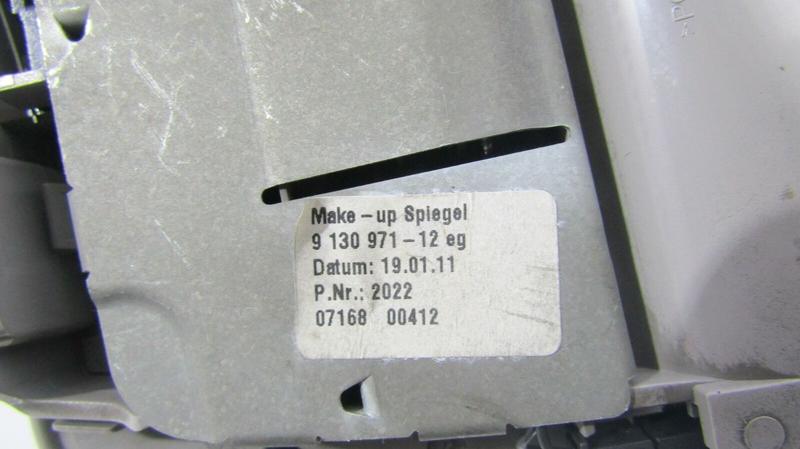 Make-up Spiegel
9 130 971-12 eg
Datum: 19.01.11
P.Nr.: 2022
07168 00412